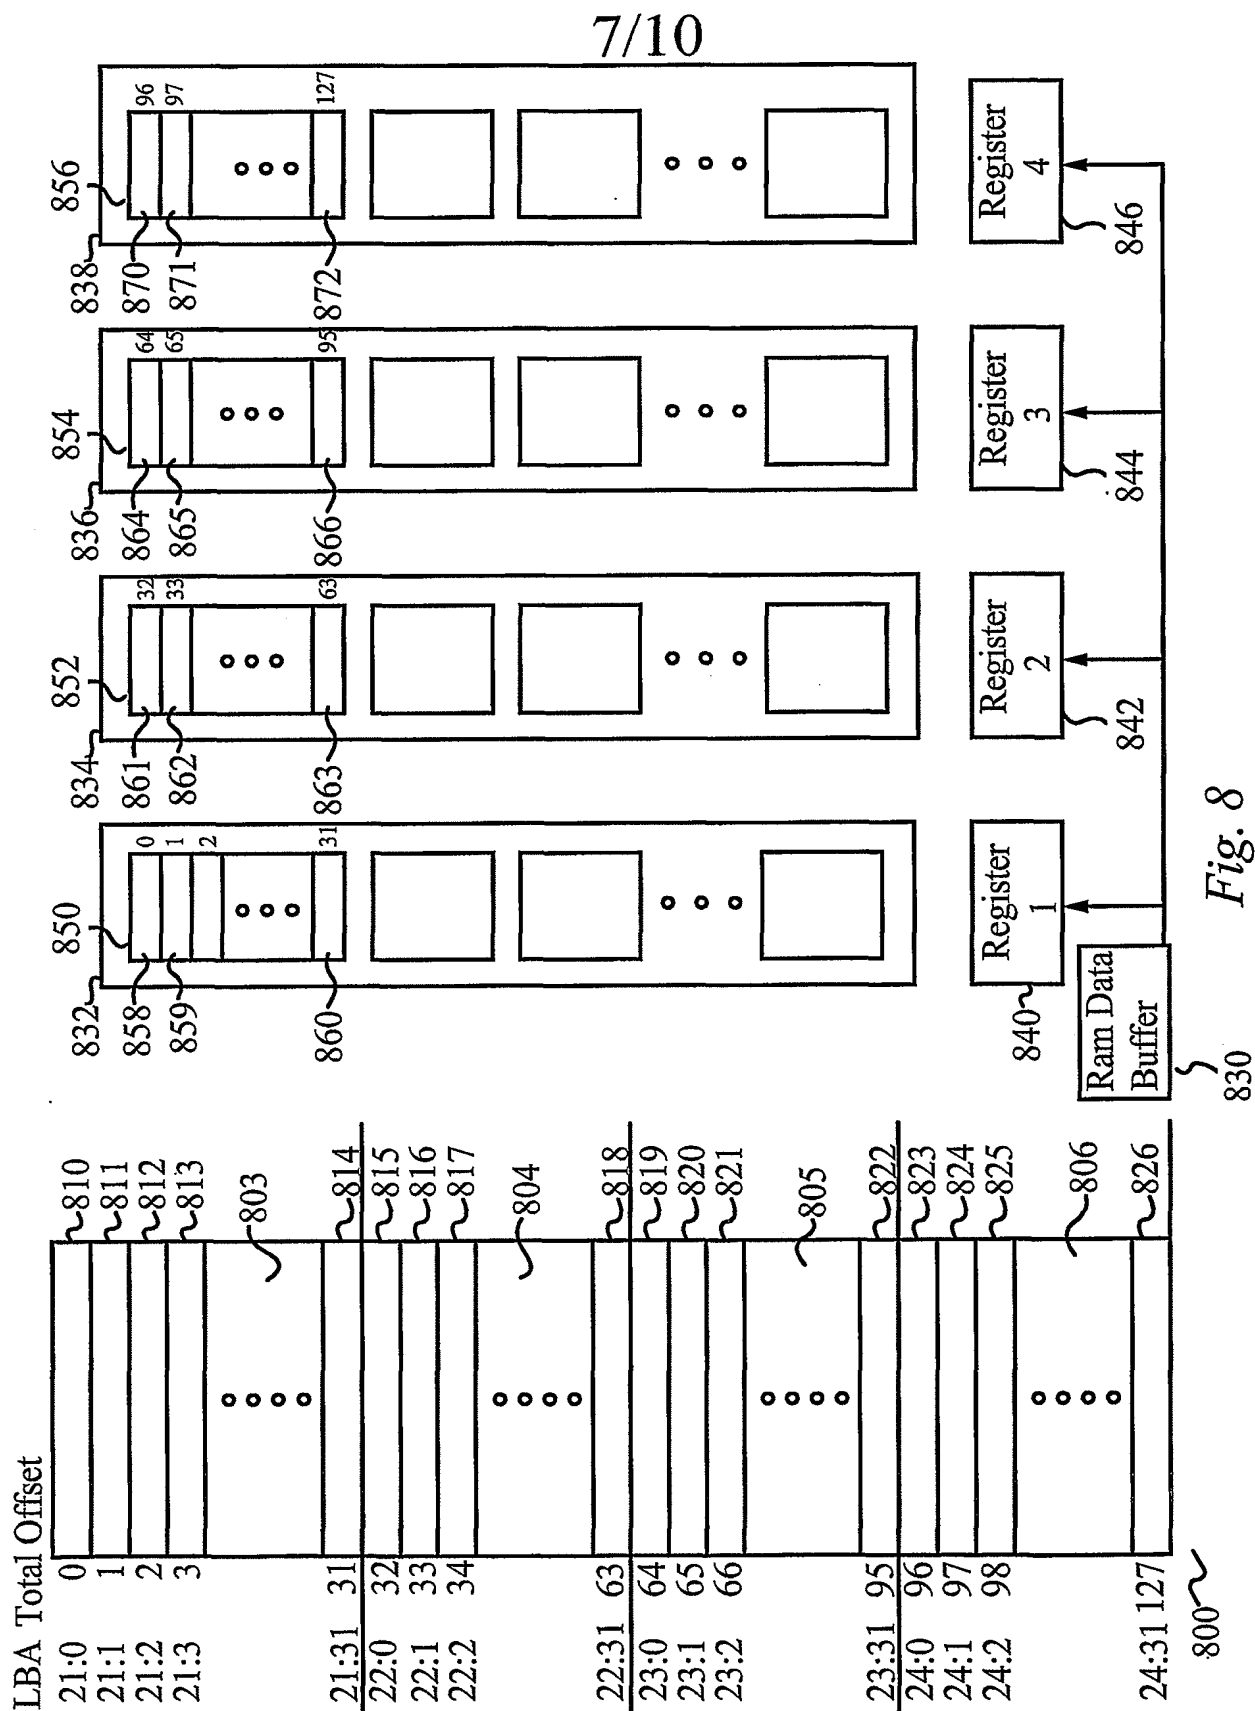 7/10
LBA Total Offset
21:0 0 810
21:1 1 811
21:2 2 812
21:3 3 813
803
21:31 31 814
22:0 32 815
22:1 33 816
22:2 34 817
804
22:31 63 818
23:0 64 819
23:1 65 820
23:2 66 821
805
23:31 95 822
24:0 96 823
24:1 97 824
24:2 98 825
806
24:31 127 826
800
832
850
858 0
859 1
2
860 31
834
852
861 32
862 33
863 63
836
854
864 64
865 65
866 95
838
856
870 96
871 97
872 127
Register
1
840
Register
2
842
Register
3
844
Register
4
846
Ram Data
Buffer
830
Fig. 8